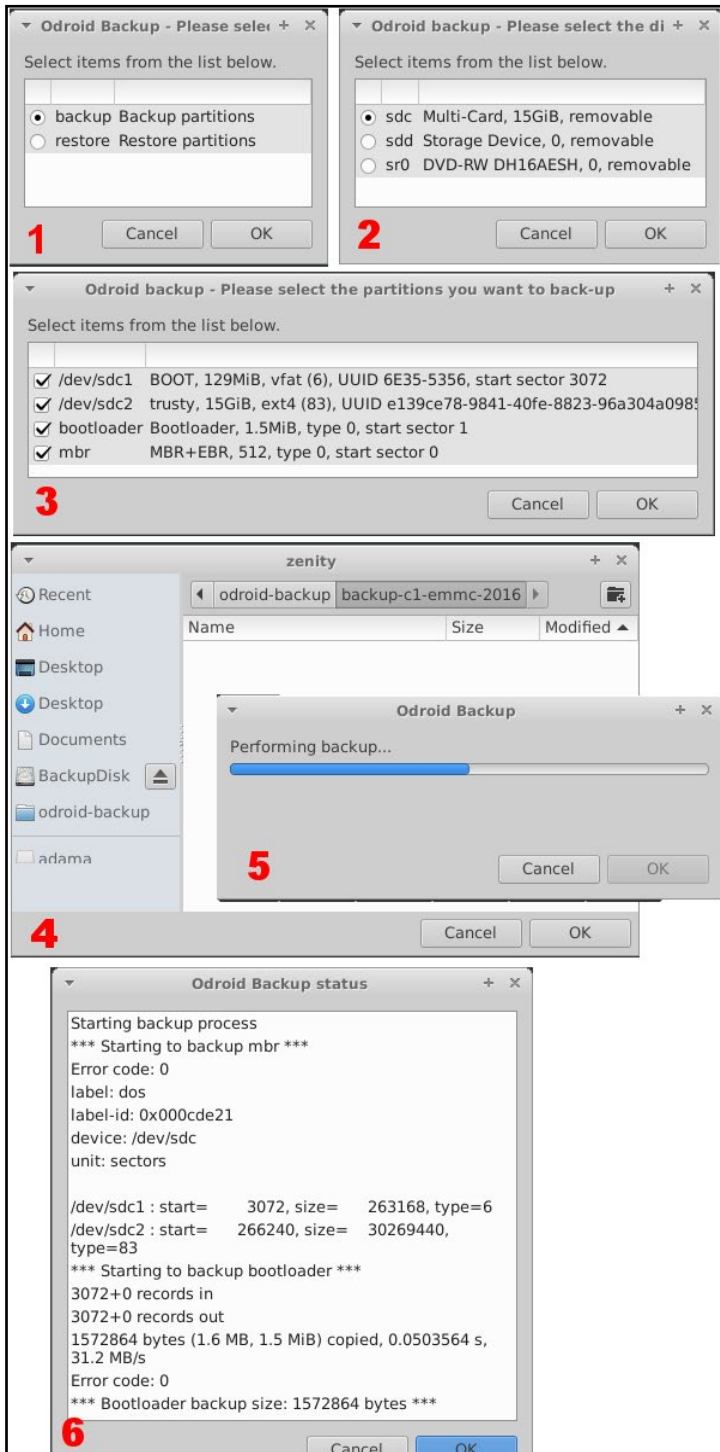 Odroid Backup - Please selec
Select items from the list below.
backup Backup partitions
restore Restore partitions
Cancel OK
1
Odroid backup - Please select the di
Select items from the list below.
sdc Multi-Card, 15GiB, removable
sdd Storage Device, 0, removable
sr0 DVD-RW DH16AESH, 0, removable
Cancel OK
2
Odroid backup - Please select the partitions you want to back-up
Select items from the list below.
/dev/sdc1 BOOT, 129MiB, vfat (6), UUID 6E35-5356, start sector 3072
/dev/sdc2 trusty, 15GiB, ext4 (83), UUID e139ce78-9841-40fe-8823-96a304a0985
bootloader Bootloader, 1.5MiB, type 0, start sector 1
mbr MBR+EBR, 512, type 0, start sector 0
Cancel OK
3
zenity
Recent
Home
Desktop
Desktop
Documents
BackupDisk
odroid-backup
adama
odroid-backup backup-c1-emmc-2016
Name Size Modified
Cancel OK
4
Odroid Backup
Performing backup...
Cancel OK
5
Odroid Backup status
Starting backup process
*** Starting to backup mbr ***
Error code: 0
label: dos
label-id: 0x000cde21
device: /dev/sdc
unit: sectors
/dev/sdc1 : start= 3072, size= 263168, type=6
/dev/sdc2 : start= 266240, size= 30269440,
type=83
*** Starting to backup bootloader ***
3072+0 records in
3072+0 records out
1572864 bytes (1.6 MB, 1.5 MiB) copied, 0.0503564 s,
31.2 MB/s
Error code: 0
*** Bootloader backup size: 1572864 bytes ***
Cancel OK
6